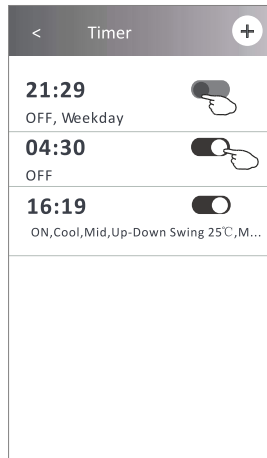 < Timer +
21:29
OFF, Weekday
04:30
OFF
16:19
ON,Cool,Mid,Up-Down Swing 25℃,M...